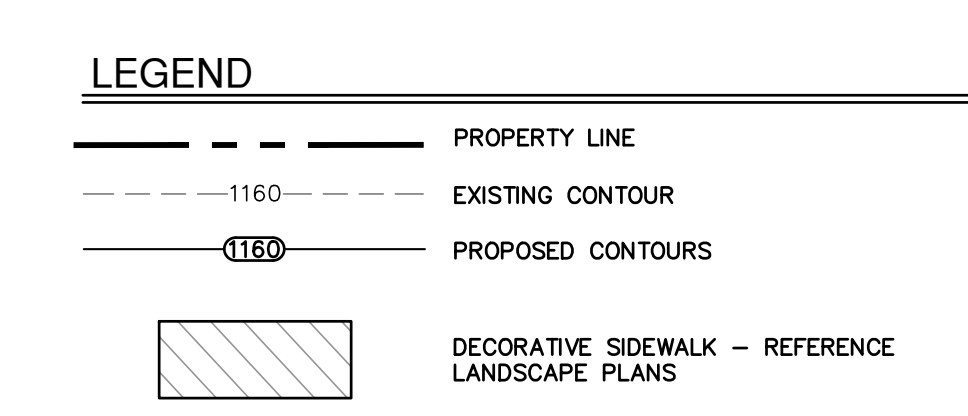 LEGEND
PROPERTY LINE
1160 EXISTING CONTOUR
1160 PROPOSED CONTOURS
DECORATIVE SIDEWALK – REFERENCE
LANDSCAPE PLANS